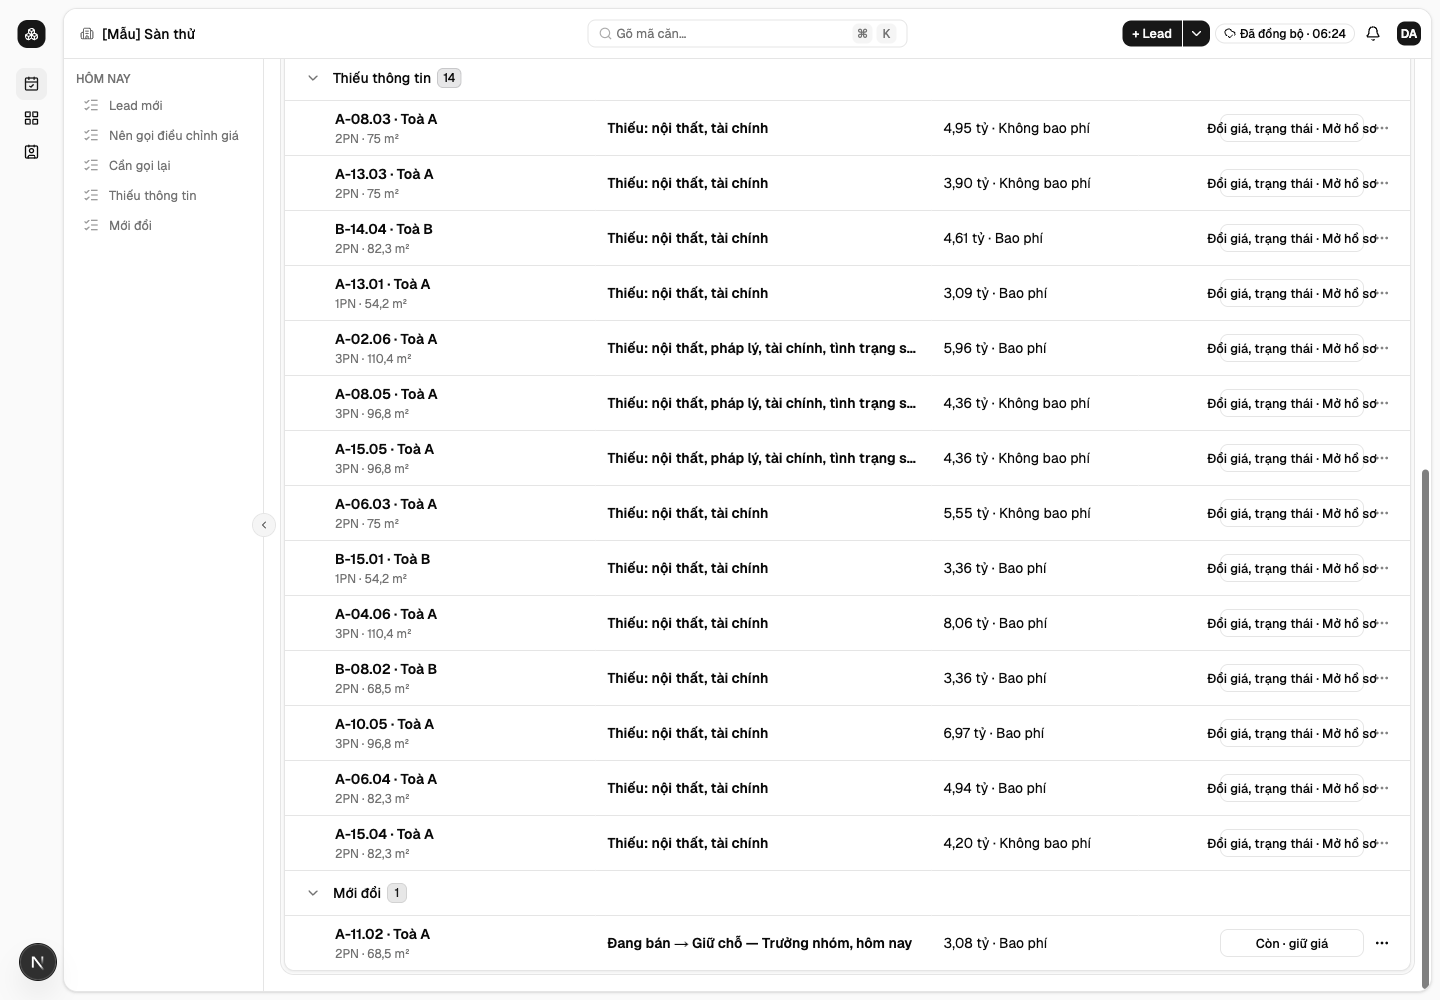 [Mẫu] Sàn thử
Gõ mã căn...
⌘ K
+ Lead
Đã đồng bộ · 06:24
DA
HÔM NAY
Lead mới
Nên gọi điều chỉnh giá
Cần gọi lại
Thiếu thông tin
Mới đổi
Thiếu thông tin 14
A-08.03 · Toà A
2PN · 75 m²
Thiếu: nội thất, tài chính
4,95 tỷ · Không bao phí
Đổi giá, trạng thái · Mở hồ sơ
A-13.03 · Toà A
2PN · 75 m²
Thiếu: nội thất, tài chính
3,90 tỷ · Không bao phí
Đổi giá, trạng thái · Mở hồ sơ
B-14.04 · Toà B
2PN · 82,3 m²
Thiếu: nội thất, tài chính
4,61 tỷ · Bao phí
Đổi giá, trạng thái · Mở hồ sơ
A-13.01 · Toà A
1PN · 54,2 m²
Thiếu: nội thất, tài chính
3,09 tỷ · Bao phí
Đổi giá, trạng thái · Mở hồ sơ
A-02.06 · Toà A
3PN · 110,4 m²
Thiếu: nội thất, pháp lý, tài chính, tình trạng s...
5,96 tỷ · Bao phí
Đổi giá, trạng thái · Mở hồ sơ
A-08.05 · Toà A
3PN · 96,8 m²
Thiếu: nội thất, pháp lý, tài chính, tình trạng s...
4,36 tỷ · Không bao phí
Đổi giá, trạng thái · Mở hồ sơ
A-15.05 · Toà A
3PN · 96,8 m²
Thiếu: nội thất, pháp lý, tài chính, tình trạng s...
4,36 tỷ · Không bao phí
Đổi giá, trạng thái · Mở hồ sơ
A-06.03 · Toà A
2PN · 75 m²
Thiếu: nội thất, tài chính
5,55 tỷ · Không bao phí
Đổi giá, trạng thái · Mở hồ sơ
B-15.01 · Toà B
1PN · 54,2 m²
Thiếu: nội thất, tài chính
3,36 tỷ · Bao phí
Đổi giá, trạng thái · Mở hồ sơ
A-04.06 · Toà A
3PN · 110,4 m²
Thiếu: nội thất, tài chính
8,06 tỷ · Bao phí
Đổi giá, trạng thái · Mở hồ sơ
B-08.02 · Toà B
2PN · 68,5 m²
Thiếu: nội thất, tài chính
3,36 tỷ · Bao phí
Đổi giá, trạng thái · Mở hồ sơ
A-10.05 · Toà A
3PN · 96,8 m²
Thiếu: nội thất, tài chính
6,97 tỷ · Bao phí
Đổi giá, trạng thái · Mở hồ sơ
A-06.04 · Toà A
2PN · 82,3 m²
Thiếu: nội thất, tài chính
4,94 tỷ · Bao phí
Đổi giá, trạng thái · Mở hồ sơ
A-15.04 · Toà A
2PN · 82,3 m²
Thiếu: nội thất, tài chính
4,20 tỷ · Không bao phí
Đổi giá, trạng thái · Mở hồ sơ
Mới đổi 1
A-11.02 · Toà A
2PN · 68,5 m²
Đang bán → Giữ chỗ — Trưởng nhóm, hôm nay
3,08 tỷ · Bao phí
Còn · giữ giá
N